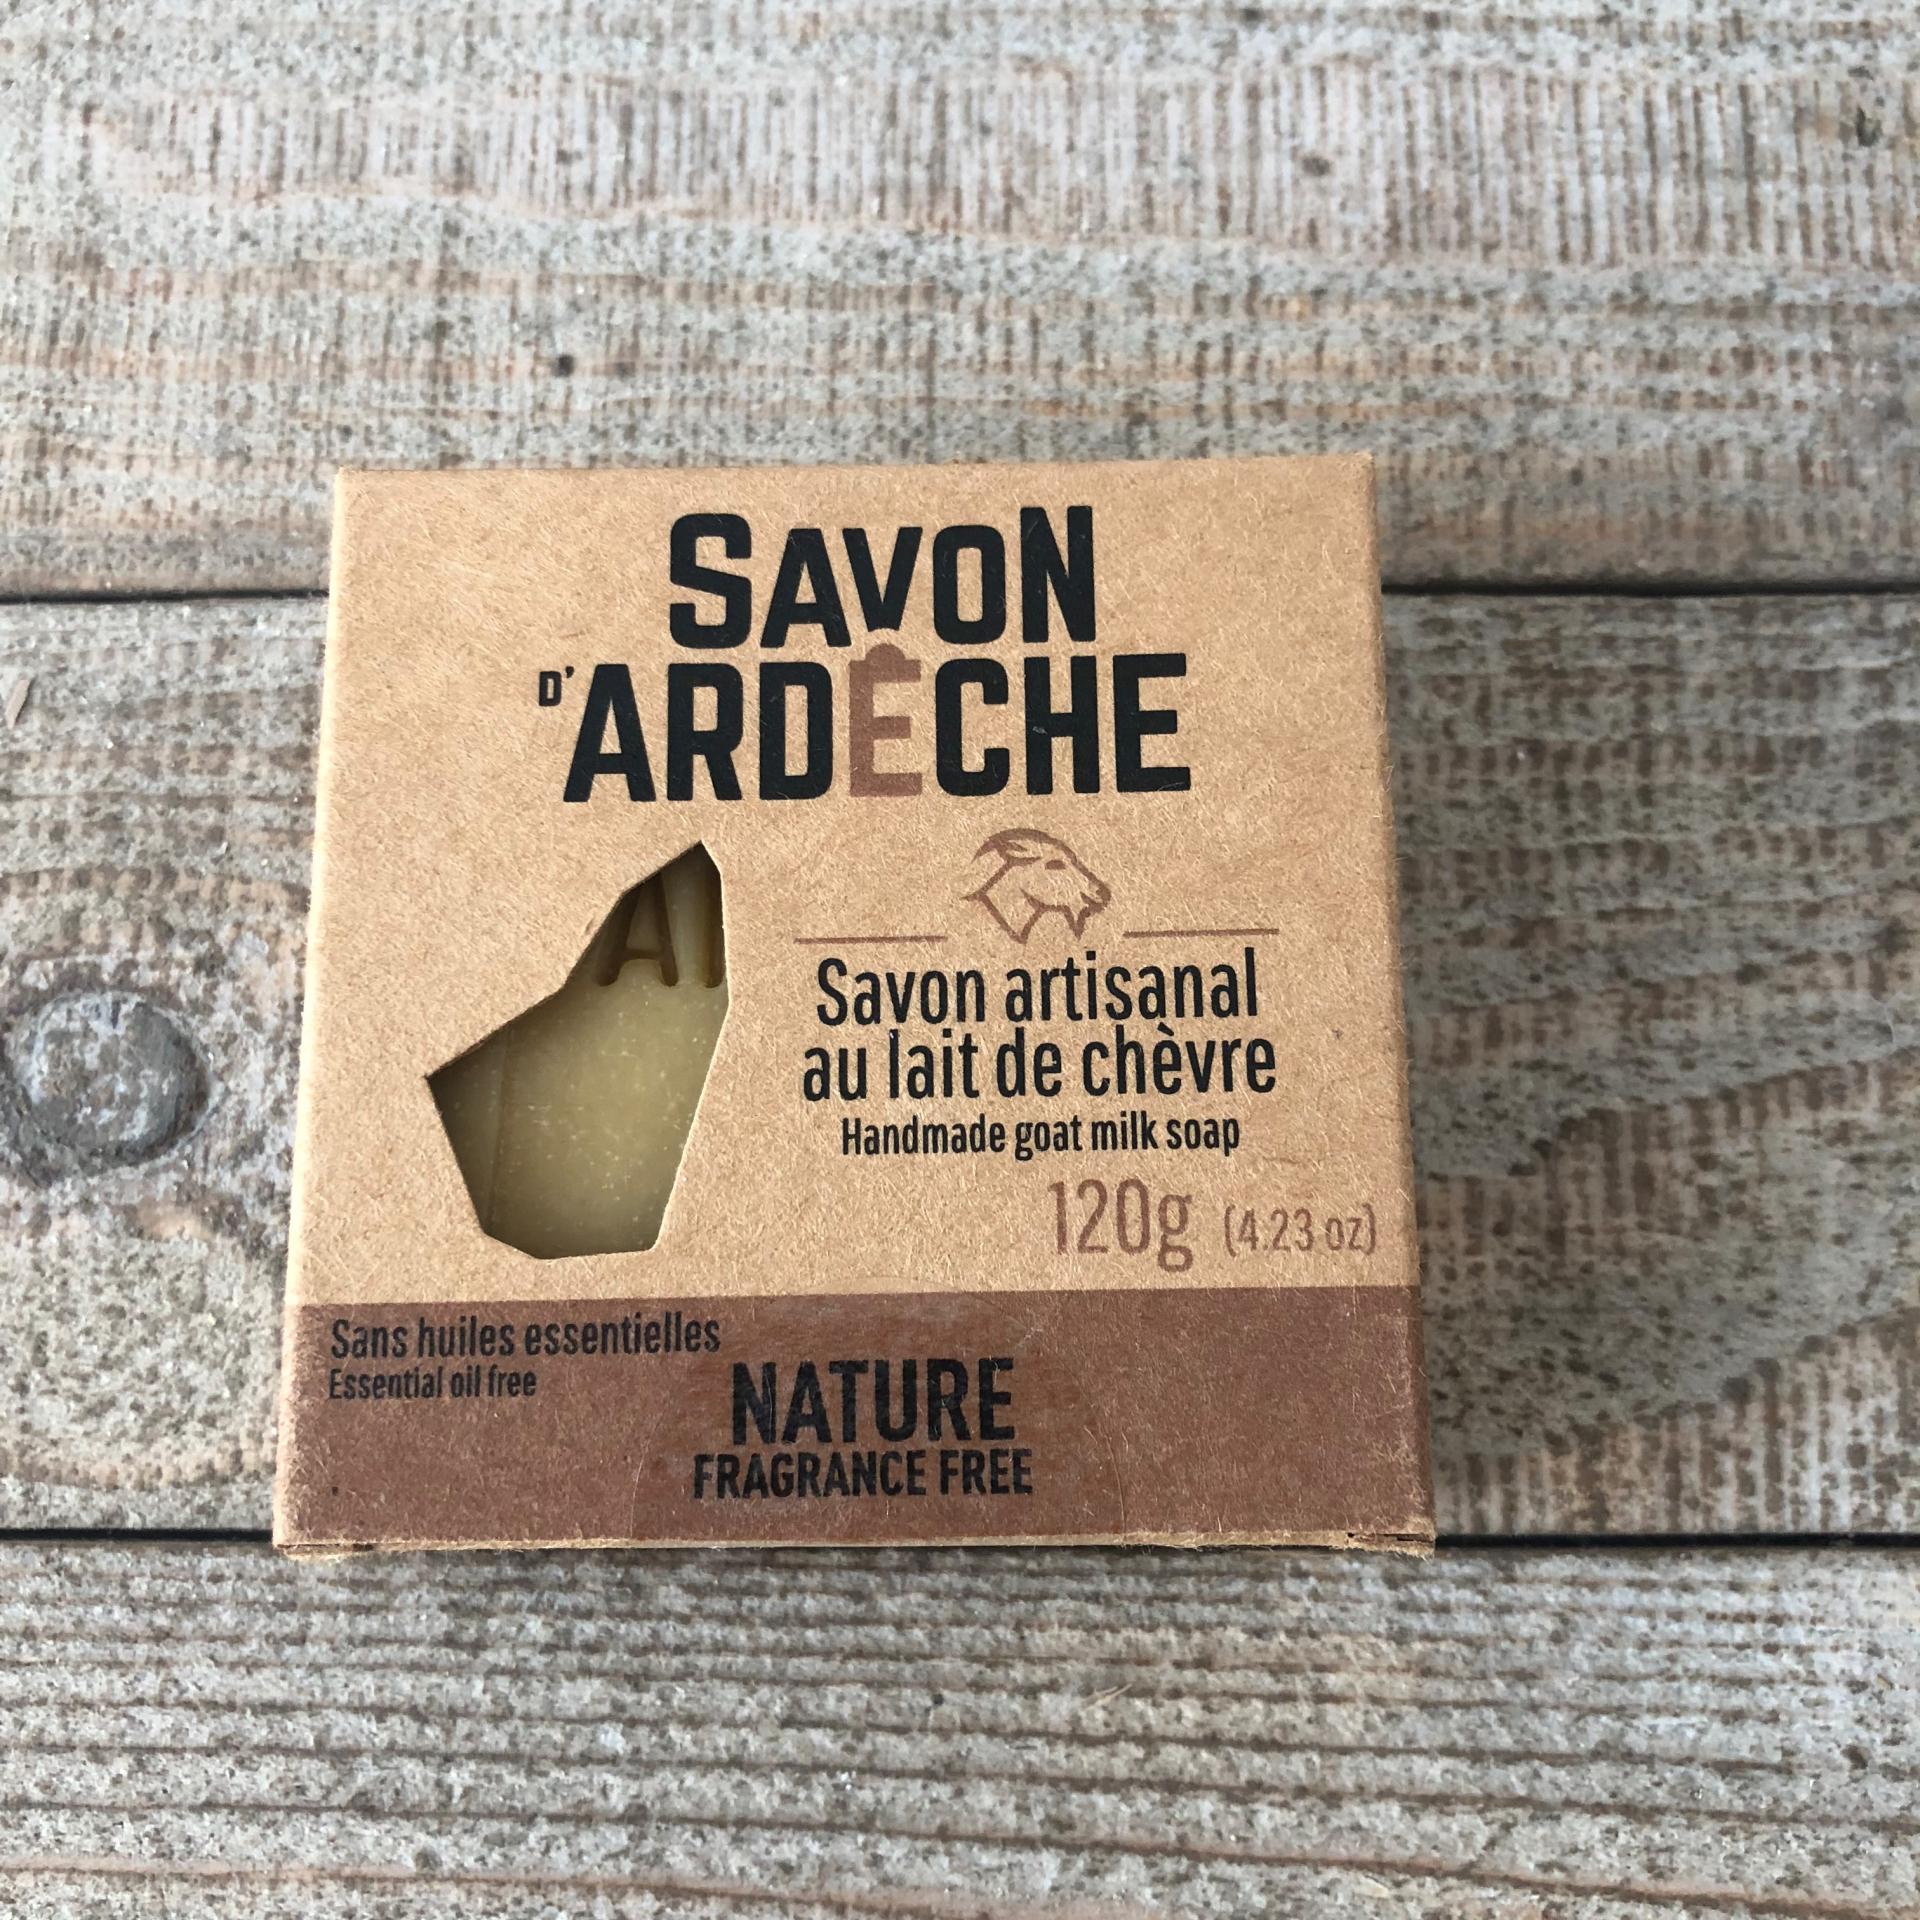 SAVON
D'ARDÈCHE
Savon artisanal
au lait de chèvre
Handmade goat milk soap
120g (4.23 oz)
Sans huiles essentielles
Essential oil free
NATURE
FRAGRANCE FREE